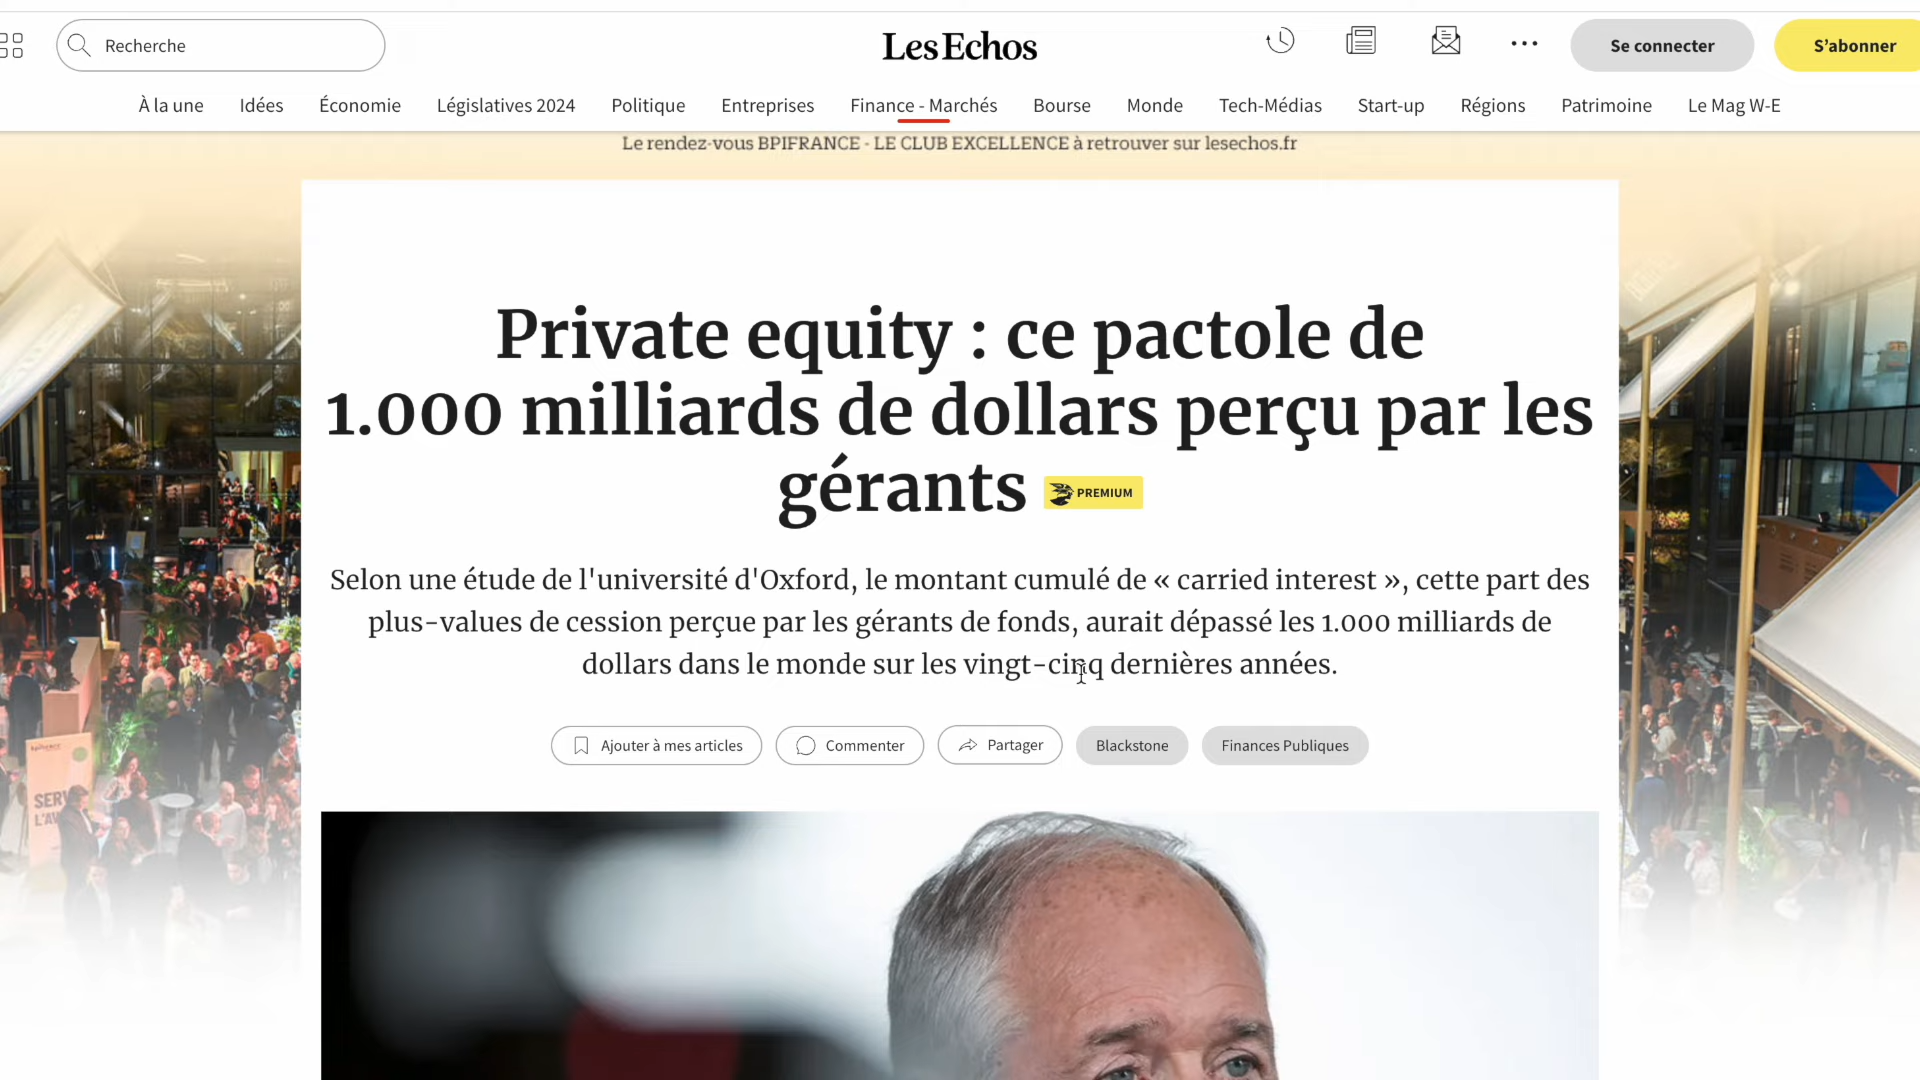 Recherche
Les Echos
Se connecter
S'abonner
À la une Idées Économie Législatives 2024 Politique Entreprises Finance - Marchés Bourse Monde Tech-Médias Start-up Régions Patrimoine Le Mag W-E
Le rendez-vous BPIFRANCE - LE CLUB EXCELLENCE à retrouver sur lesechos.fr
Private equity : ce pactole de
1.000 milliards de dollars perçu par les
gérants PREMIUM
Selon une étude de l'université d'Oxford, le montant cumulé de « carried interest », cette part des
plus-values de cession perçue par les gérants de fonds, aurait dépassé les 1.000 milliards de
dollars dans le monde sur les vingt-cinq dernières années.
Ajouter à mes articles Commenter Partager Blackstone Finances Publiques